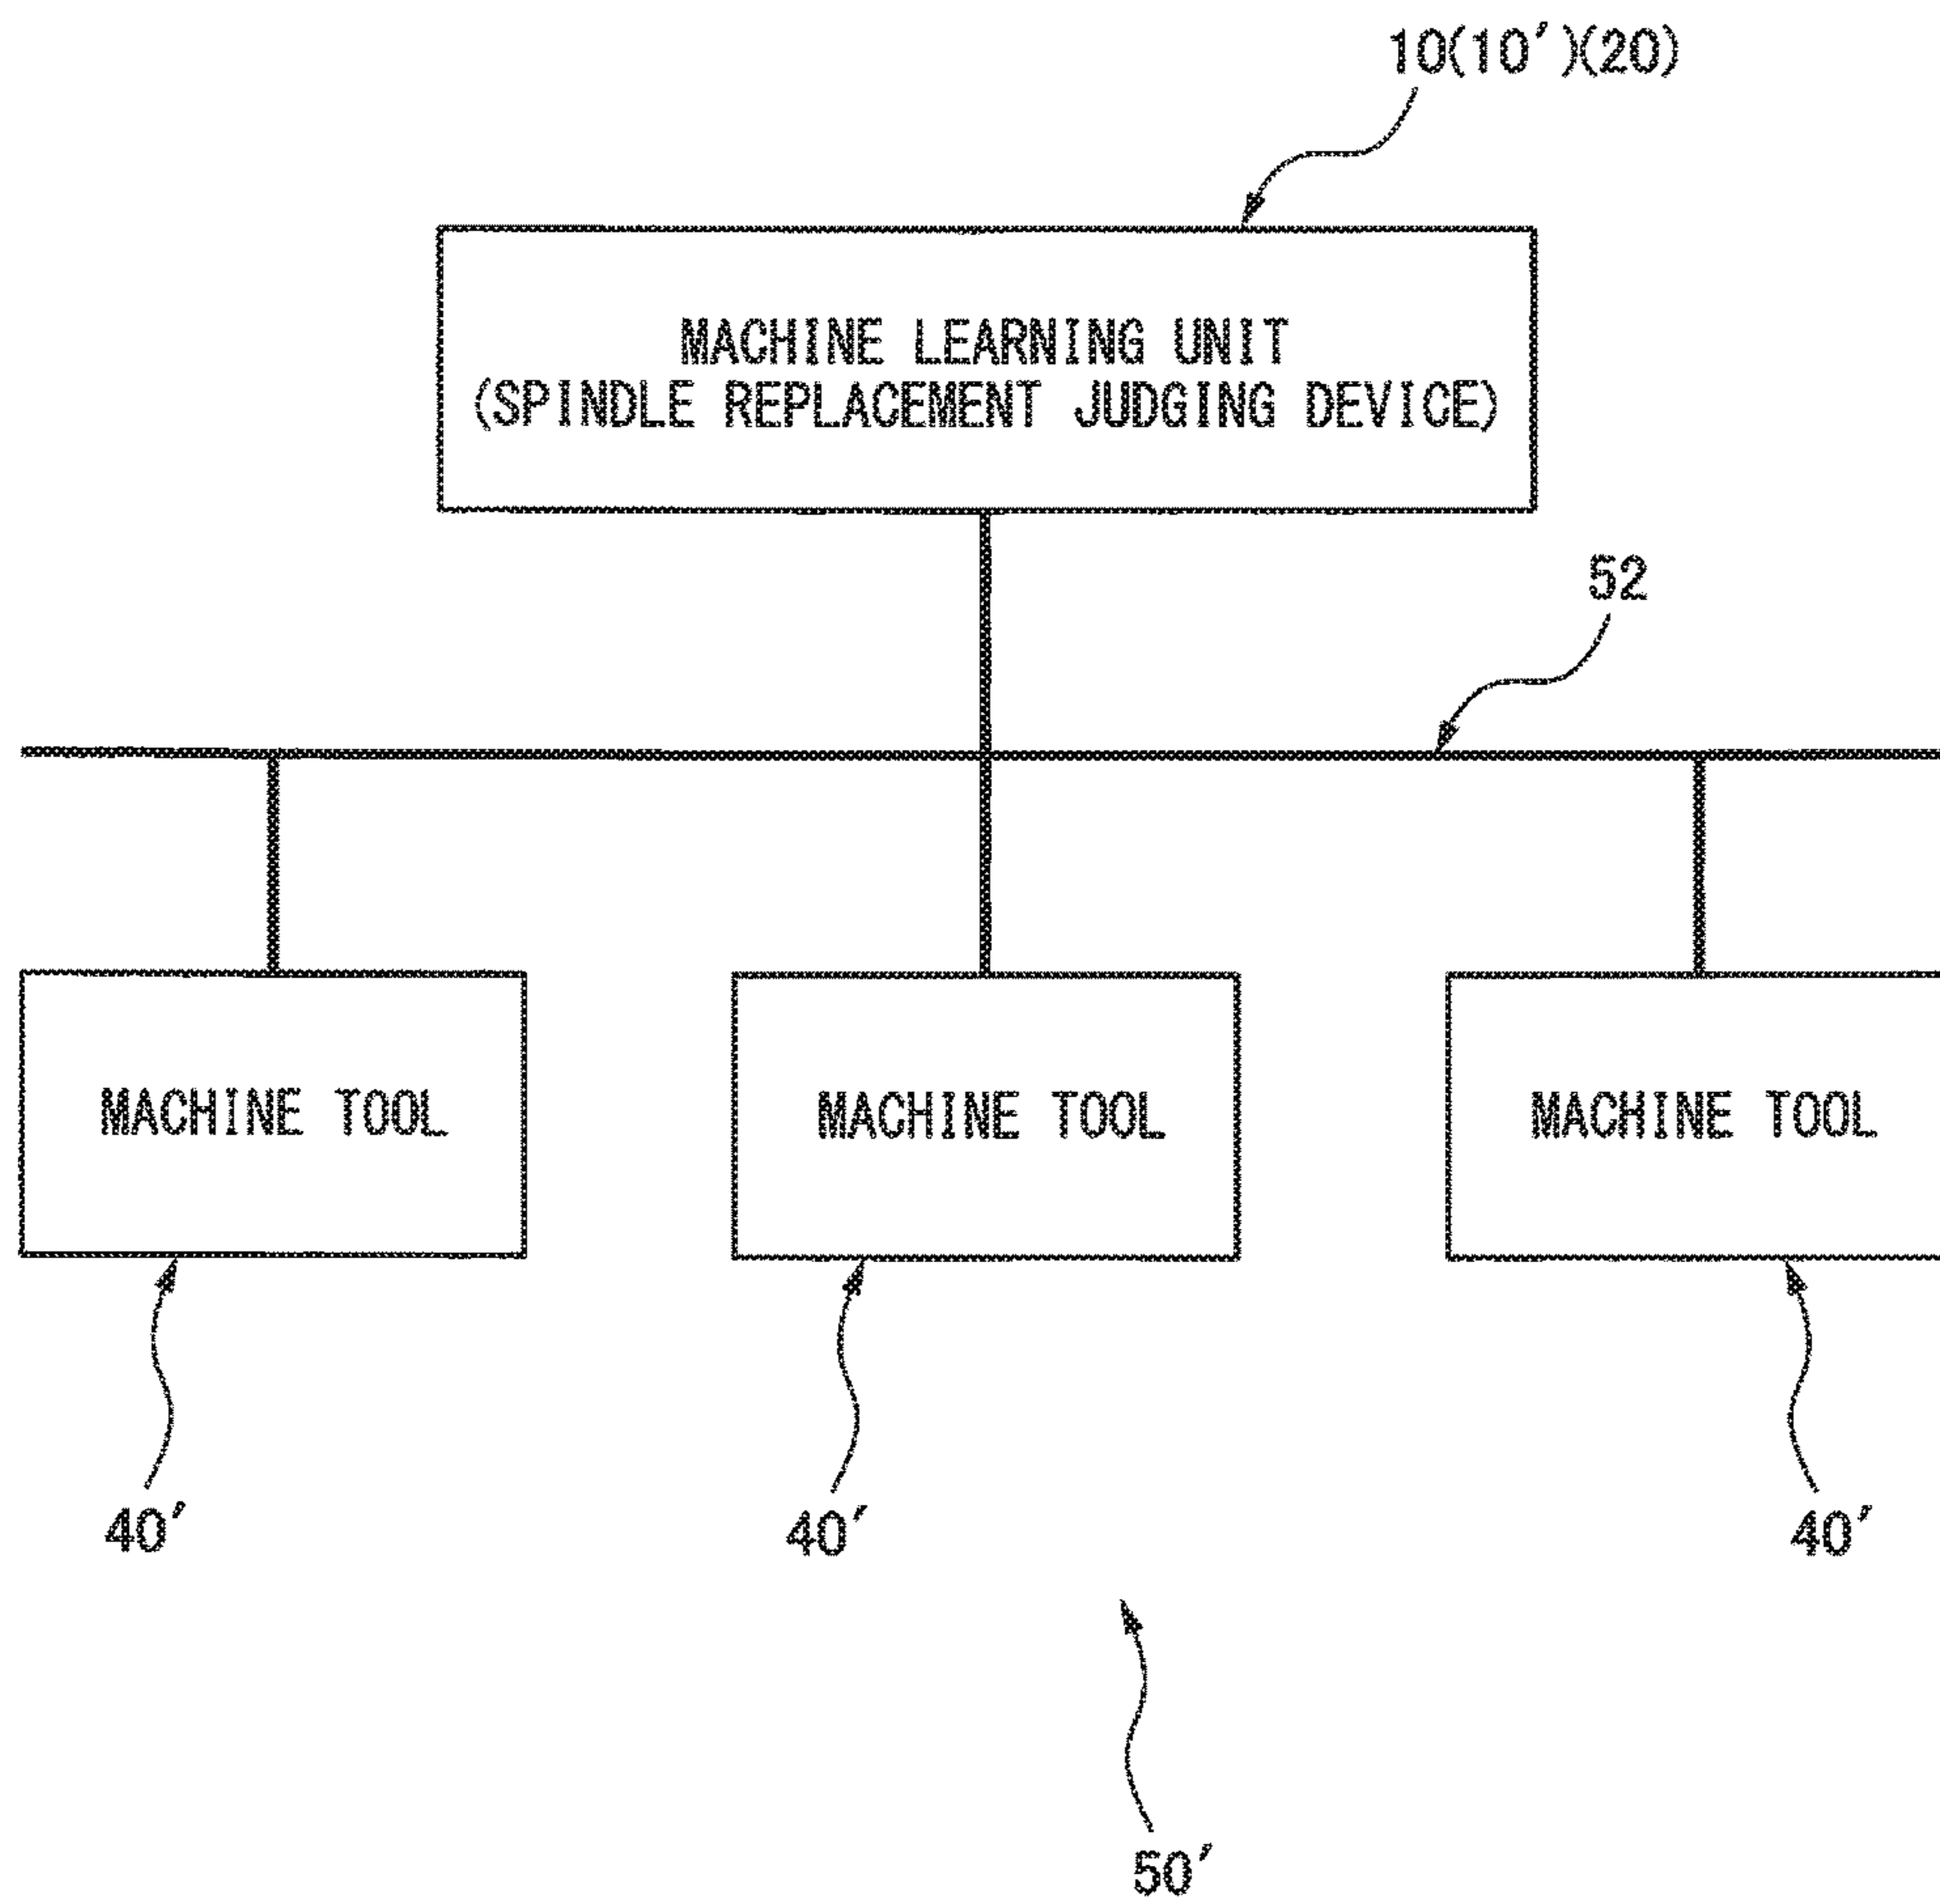 10(10')(20)
MACHINE LEARNING UNIT
(SPINDLE REPLACEMENT JUDGING DEVICE)
52
MACHINE TOOL
MACHINE TOOL
MACHINE TOOL
40'
40'
40'
50'